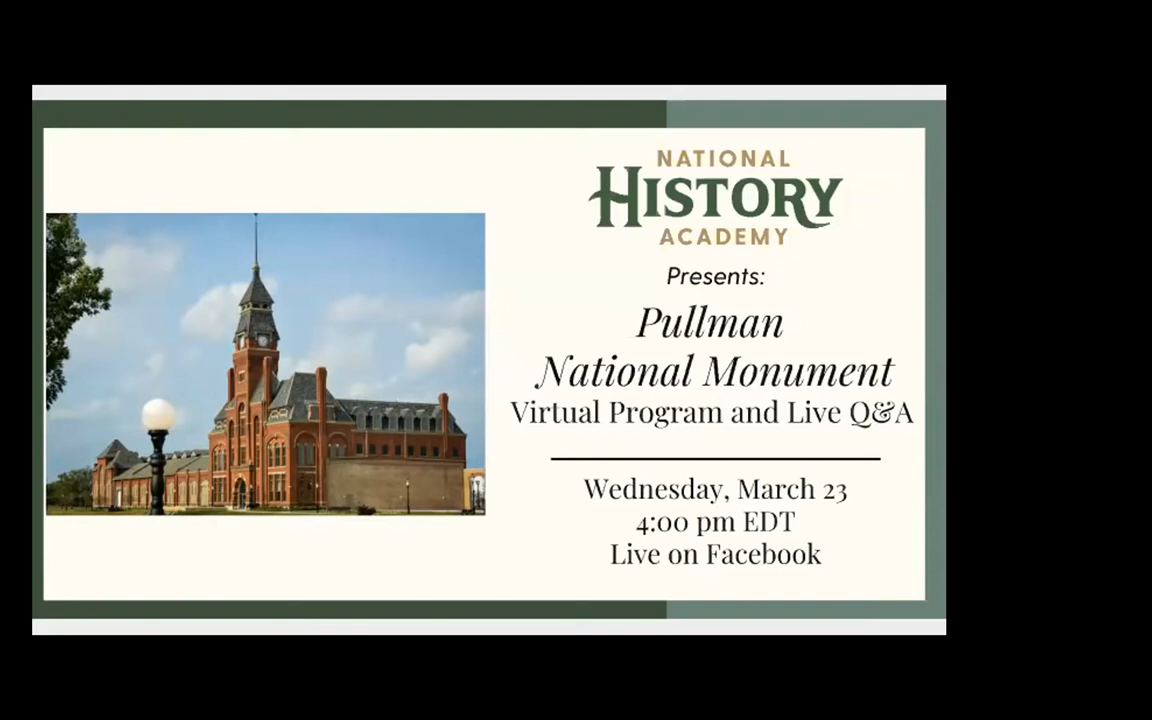 NATIONAL
HISTORY
ACADEMY
Presents:
Pullman
National Monument
Virtual Program and Live Q&A
Wednesday, March 23
4:00 pm EDT
Live on Facebook